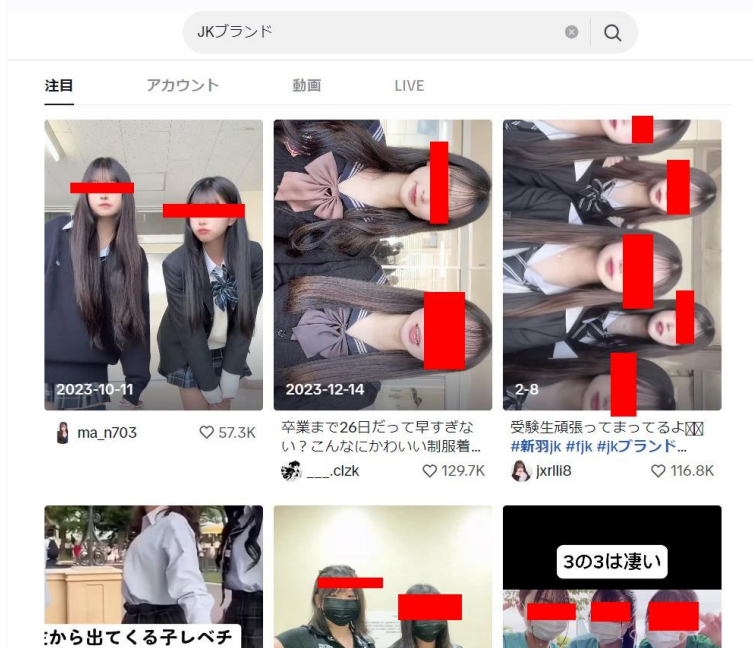 JKブランド
注目
アカウント
動画
LIVE
2023-10-11
2023-12-14
2-8
ma_n703
57.3K
卒業まで26日だって早すぎな
い？こんなにかわいい制服着...
___.clzk
129.7K
受験生頑張ってまってるよ
#新羽jk #fjk #jkブランド...
jxrlli8
116.8K
から出てくる子レベチ
3の3は凄い